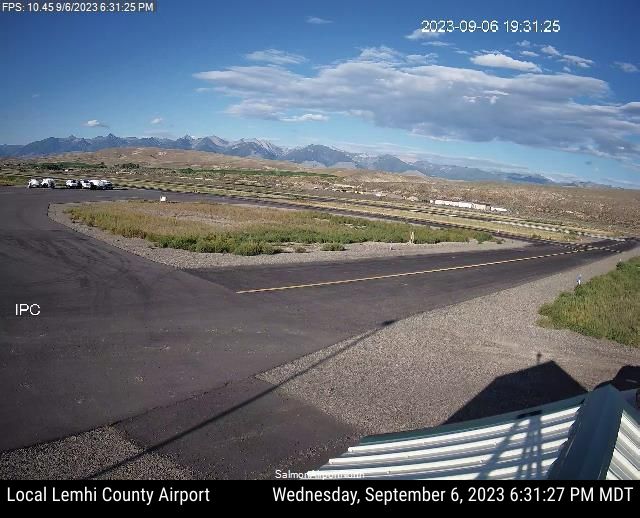 FPS: 10.45 9/6/2023 6:31:25 PM
2023-09-06 19:31:25
IPC
Local Lemhi County Airport
Wednesday, September 6, 2023 6:31:27 PM MDT